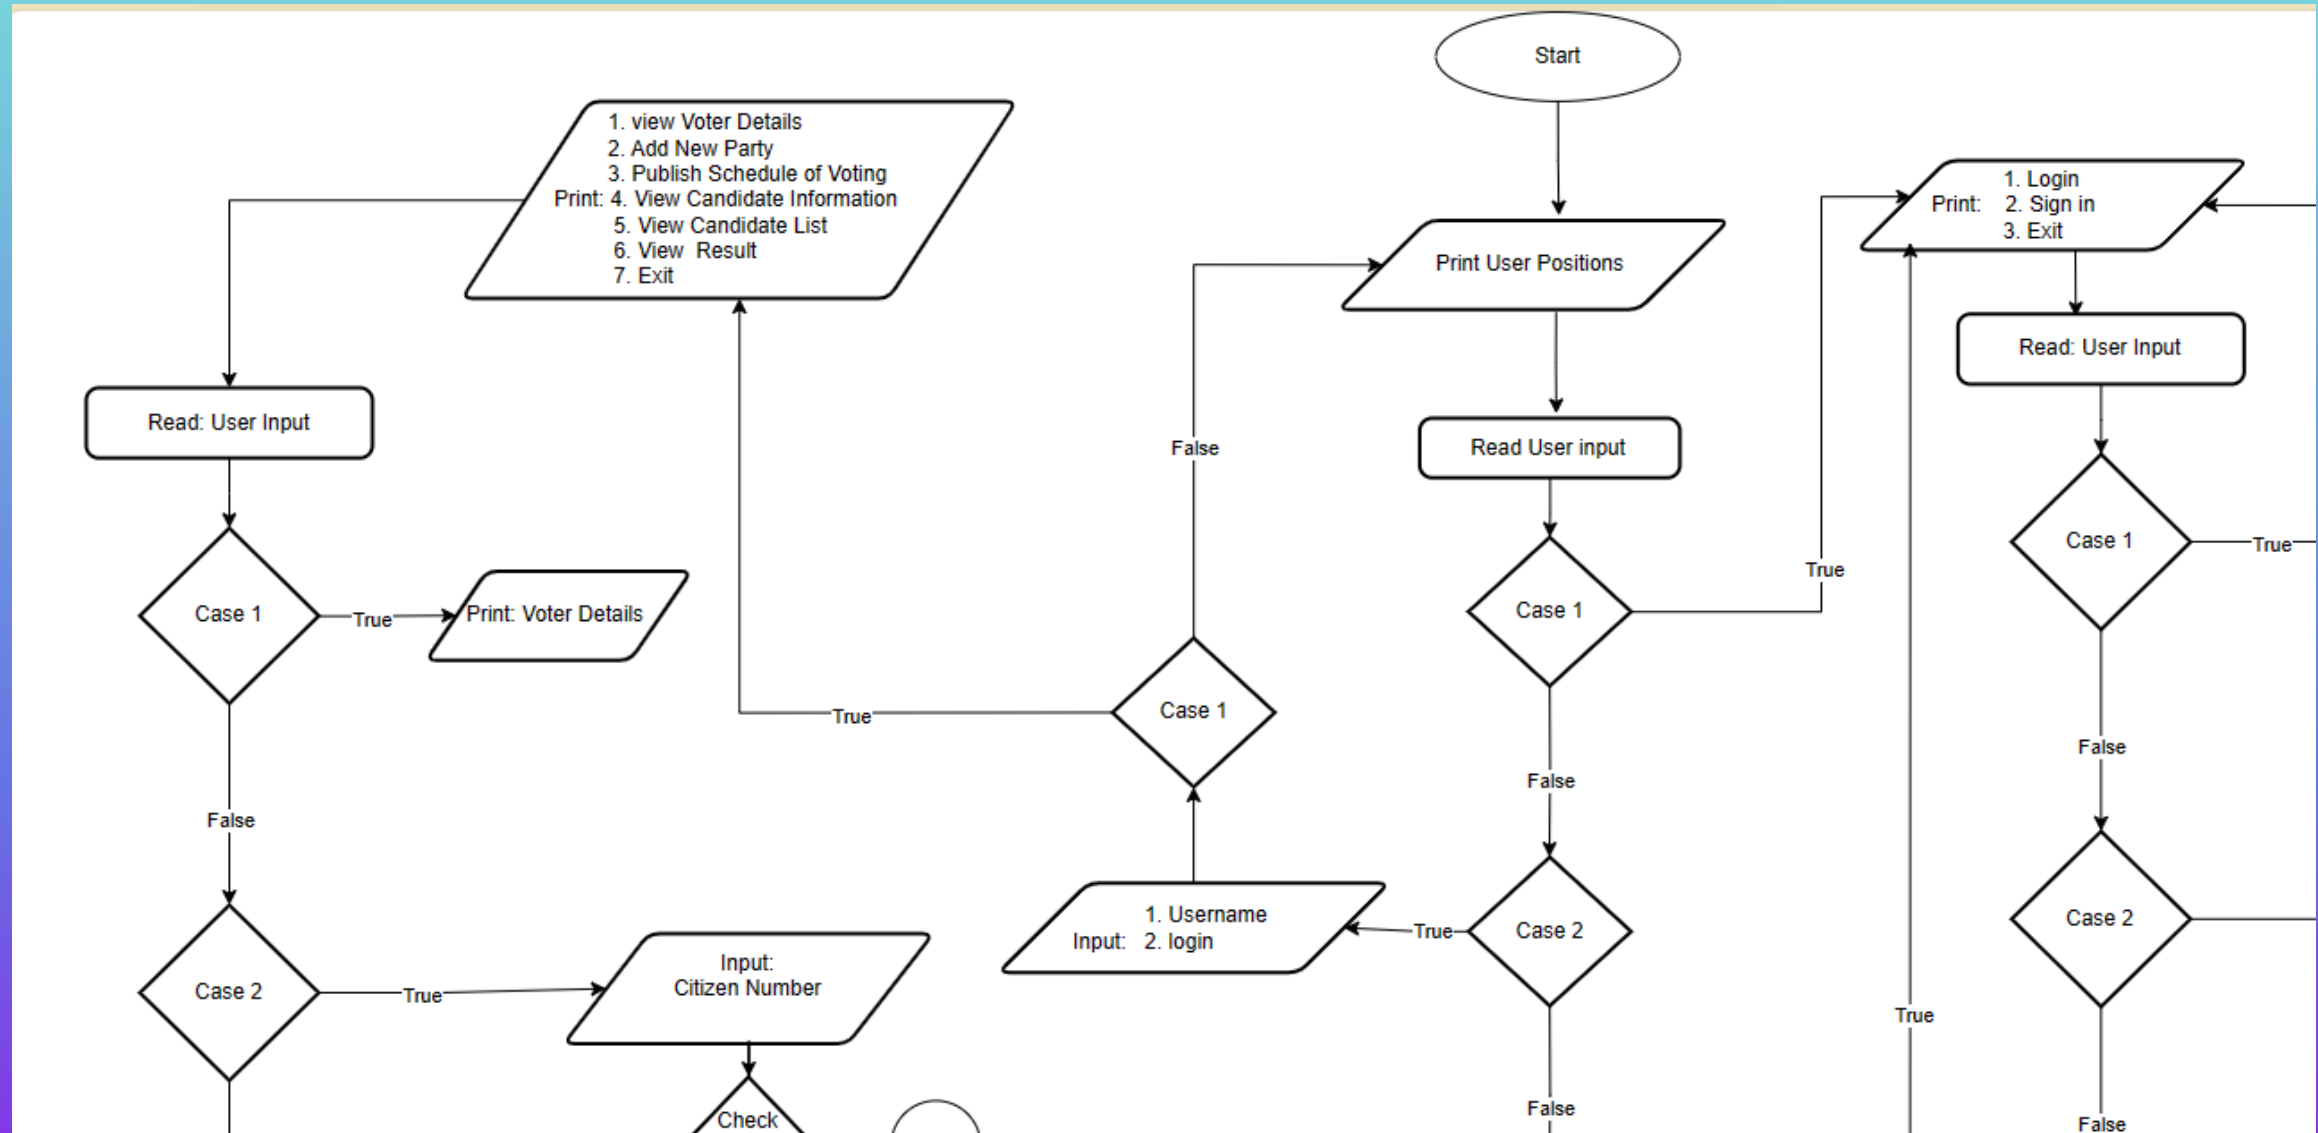 Start
1. view Voter Details
2. Add New Party
3. Publish Schedule of Voting
Print: 4. View Candidate Information
5. View Candidate List
6. View  Result
7. Exit
Print User Positions
1. Login
Print: 2. Sign in
3. Exit
Read: User Input
Read: User Input
Read User input
False
Case 1
True
True
Case 1
Case 1
True
Print: Voter Details
Case 1
True
False
False
False
Case 2
1. Username
Input: 2. login
True
Case 2
Case 2
True
Input:
Citizen Number
True
Check
False
False